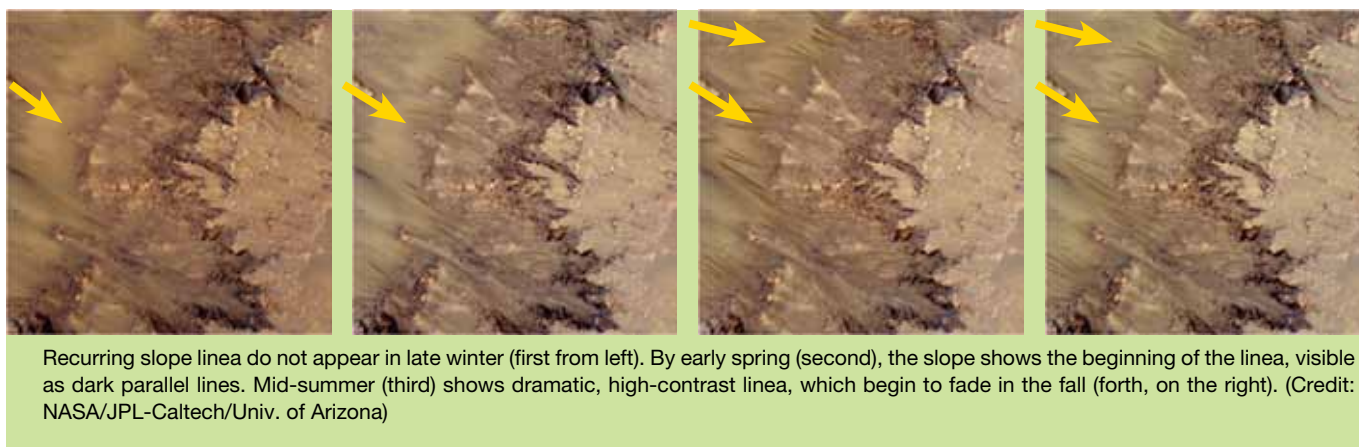 Recurring slope linea do not appear in late winter (first from left). By early spring (second), the slope shows the beginning of the linea, visible
as dark parallel lines. Mid-summer (third) shows dramatic, high-contrast linea, which begin to fade in the fall (forth, on the right). (Credit:
NASA/JPL-Caltech/Univ. of Arizona)